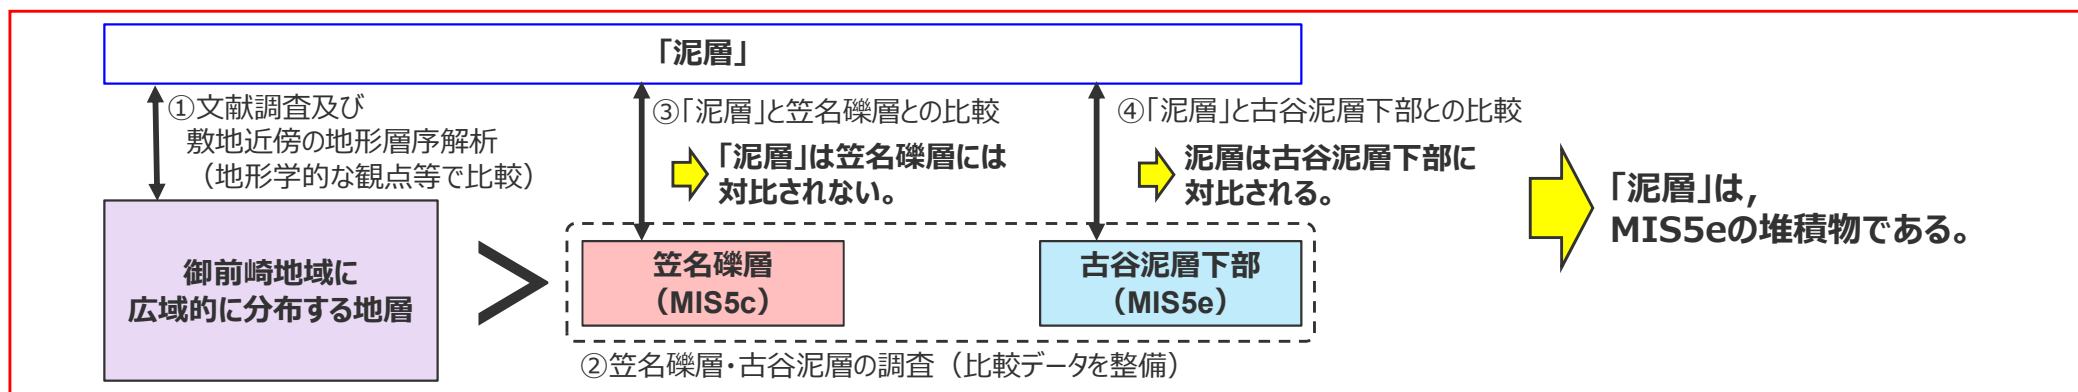 「泥層」
①文献調査及び
敷地近傍の地形層序解析
（地形学的な観点等で比較）
③「泥層」と笠名礫層との比較
「泥層」は笠名礫層には
対比されない。
④「泥層」と古谷泥層下部との比較
泥層は古谷泥層下部に
対比される。
「泥層」は，
MIS5eの堆積物である。
御前崎地域に
広域的に分布する地層
笠名礫層
（MIS5c）
古谷泥層下部
（MIS5e）
②笠名礫層・古谷泥層の調査（比較データを整備）